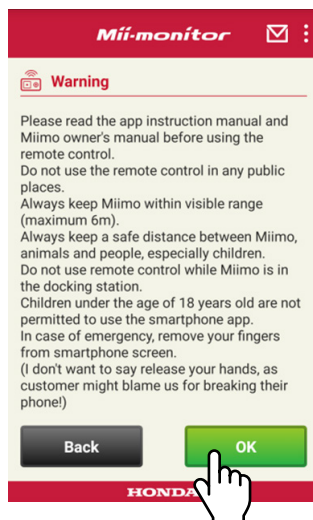 Mii-monitor
Warning
Please read the app instruction manual and
Miimo owner's manual before using the
remote control.
Do not use the remote control in any public
places.
Always keep Miimo within visible range
(maximum 6m).
Always keep a safe distance between Miimo,
animals and people, especially children.
Do not use remote control while Miimo is in
the docking station.
Children under the age of 18 years old are not
permitted to use the smartphone app.
In case of emergency, remove your fingers
from smartphone screen.
(I don't want to say release your hands, as
customer might blame us for breaking their
phone!)
Back
OK
HONDA